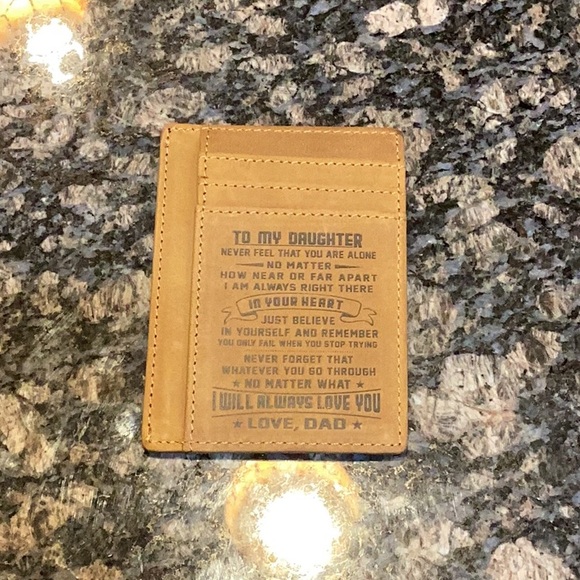 TO MY DAUGHTER
NEVER FEEL THAT YOU ARE ALONE
NO MATTER
HOW NEAR OR FAR APART
I AM ALWAYS RIGHT THERE
IN YOUR HEART
JUST BELIEVE
IN YOURSELF AND REMEMBER
YOU ONLY FAIL WHEN YOU STOP TRYING
NEVER FORGET THAT
WHATEVER YOU GO THROUGH
★ NO MATTER WHAT ★
I WILL ALWAYS LOVE YOU
★ LOVE, DAD ★